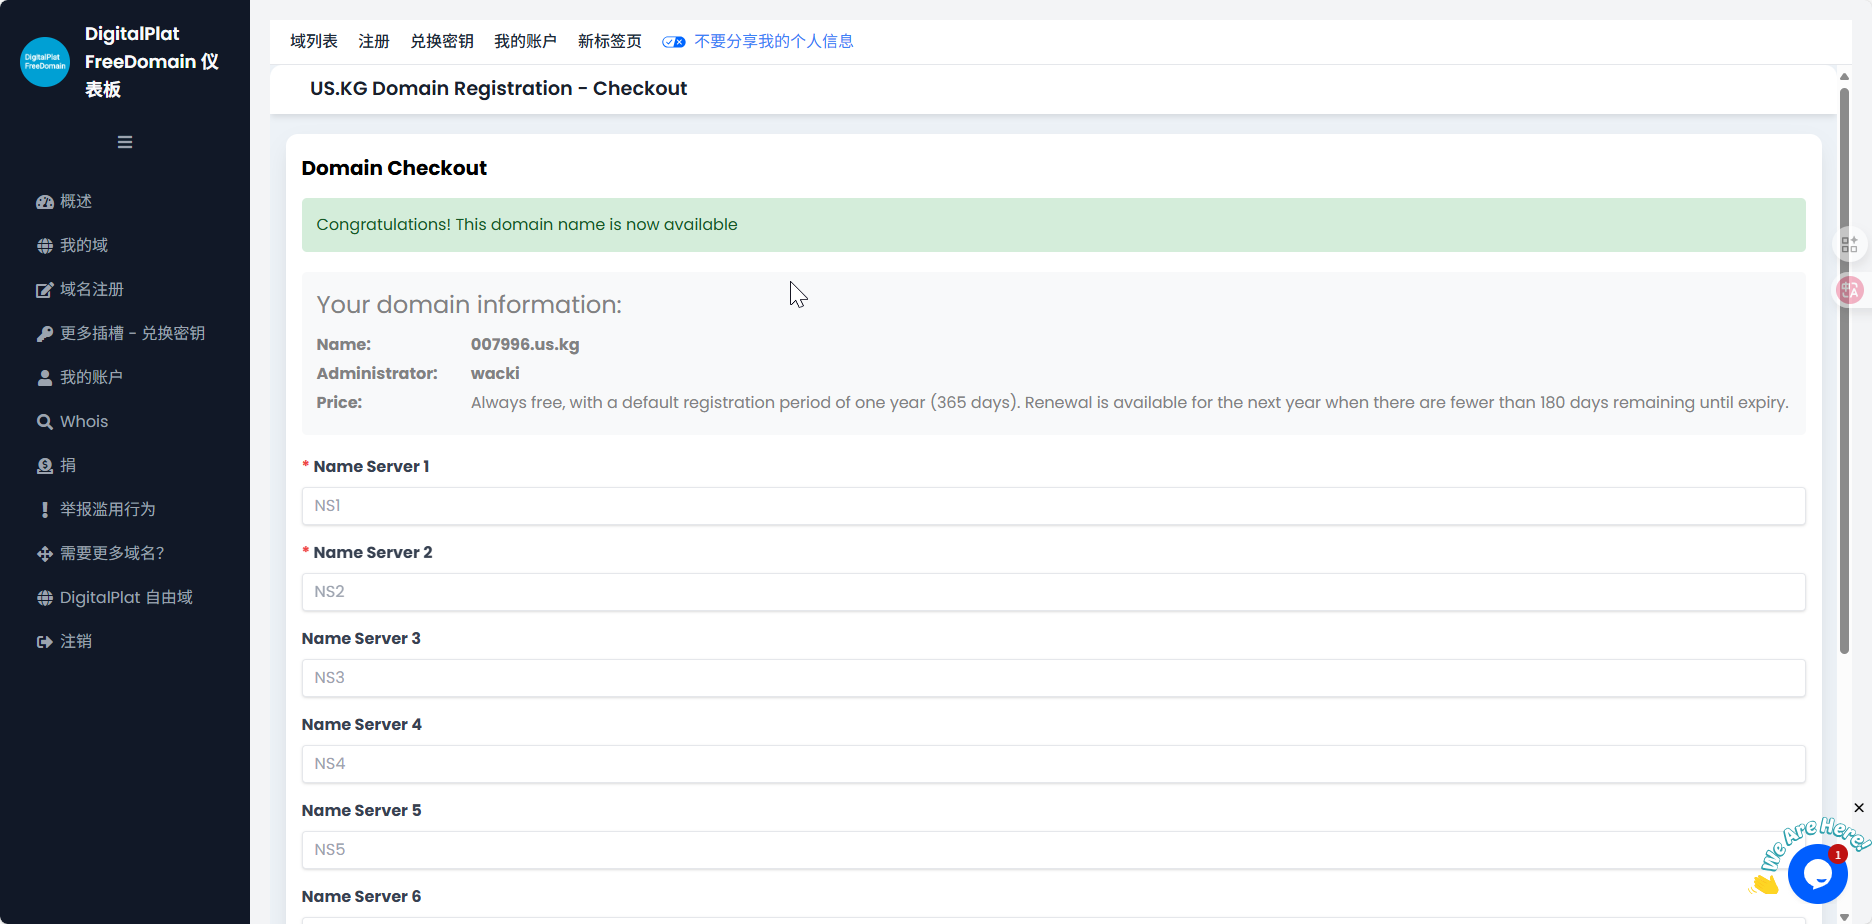 DigitalPlat
FreeDomain 仪
表板
DigitalPlat
FreeDomain
概述
我的域
域名注册
更多插槽 - 兑换密钥
我的账户
Whois
捐
举报滥用行为
需要更多域名?
DigitalPlat 自由域
注销
域列表 注册 兑换密钥 我的账户 新标签页 不要分享我的个人信息
US.KG Domain Registration - Checkout
Domain Checkout
Congratulations! This domain name is now available
Your domain information:
Name: 007996.us.kg
Administrator: wacki
Price: Always free, with a default registration period of one year (365 days). Renewal is available for the next year when there are fewer than 180 days remaining until expiry.
* Name Server 1
NS1
* Name Server 2
NS2
Name Server 3
NS3
Name Server 4
NS4
Name Server 5
NS5
Name Server 6
We Are Here!
1